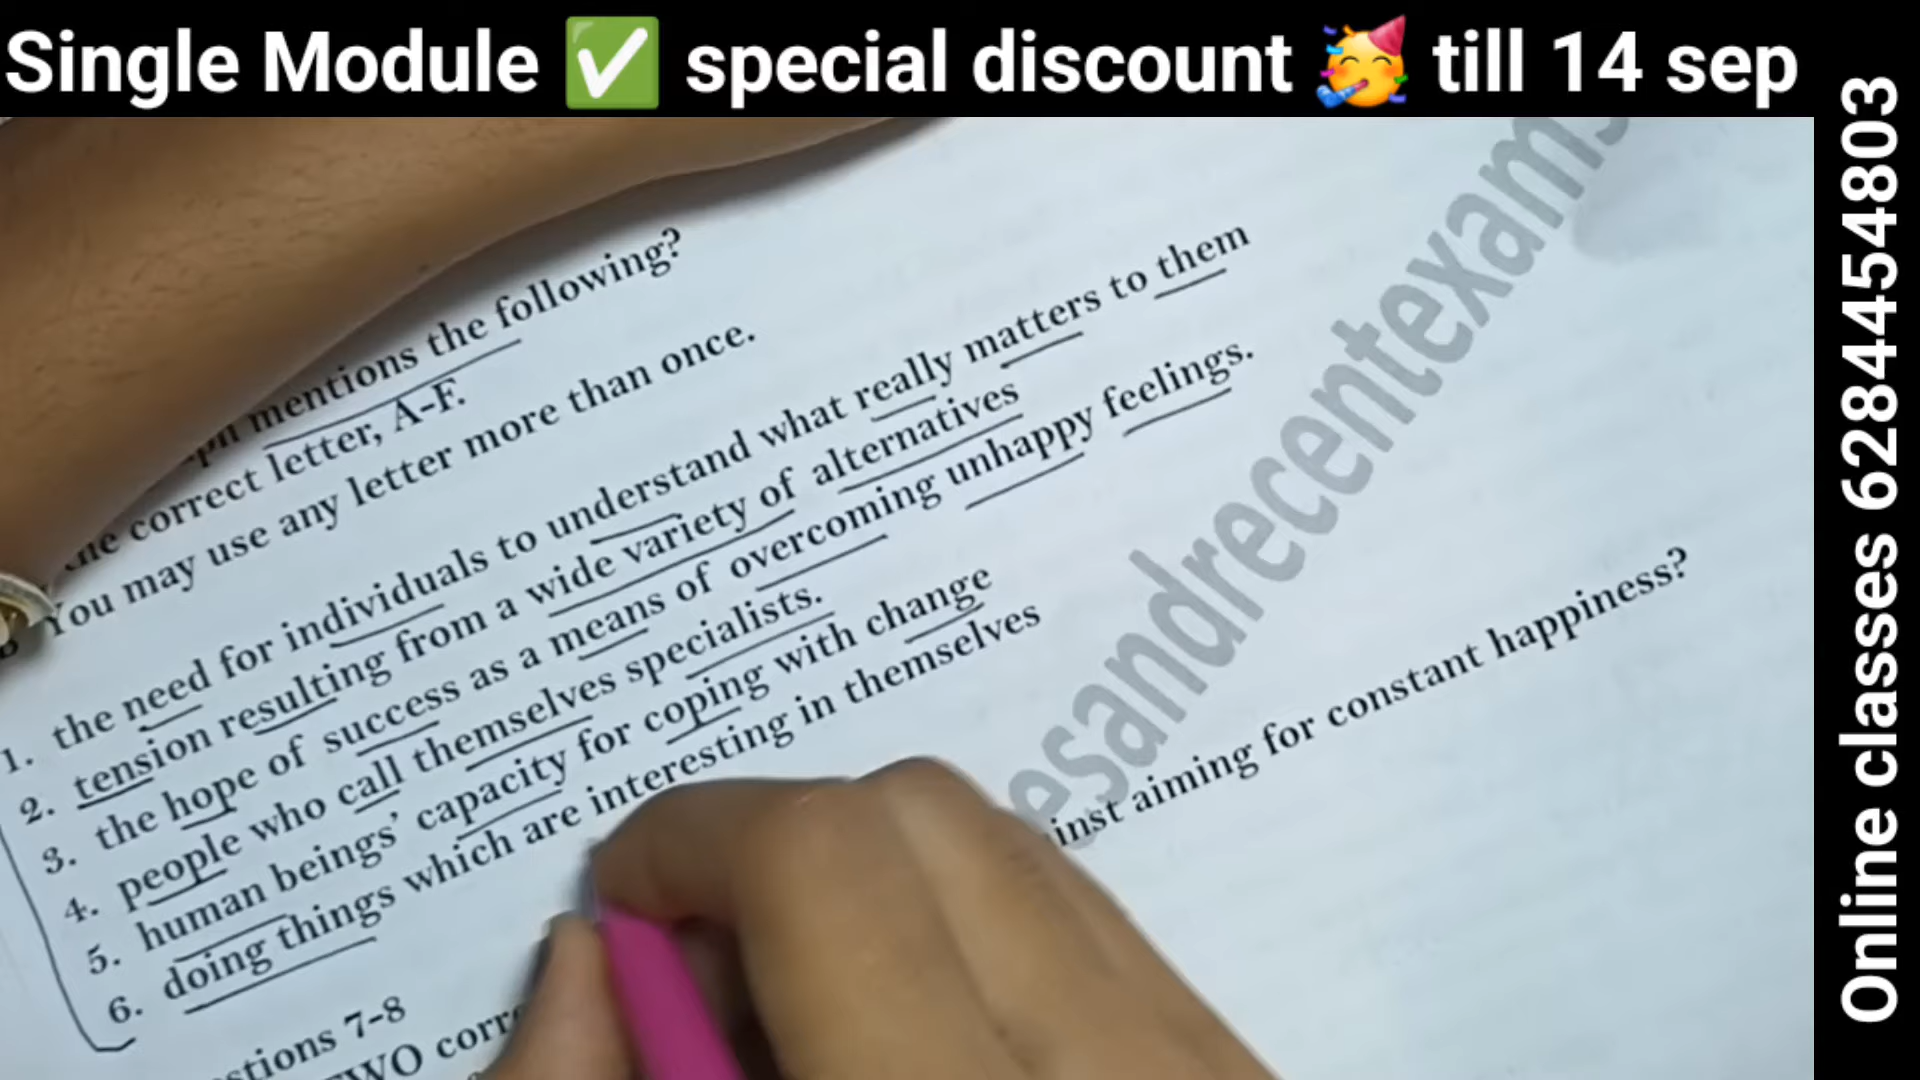 Single Module ✅ special discount 🥳 till 14 sep
Online classes 6284454803
mentions the following?
correct letter, A-F.
You may use any letter more than once.
1. the need for individuals to understand what really matters to them
2. tension resulting from a wide variety of alternatives
3. the hope of success as a means of overcoming unhappy feelings.
4. people who call themselves specialists.
5. human beings' capacity for coping with change
6. doing things which are interesting in themselves
7-8
TWO
aiming for constant happiness?